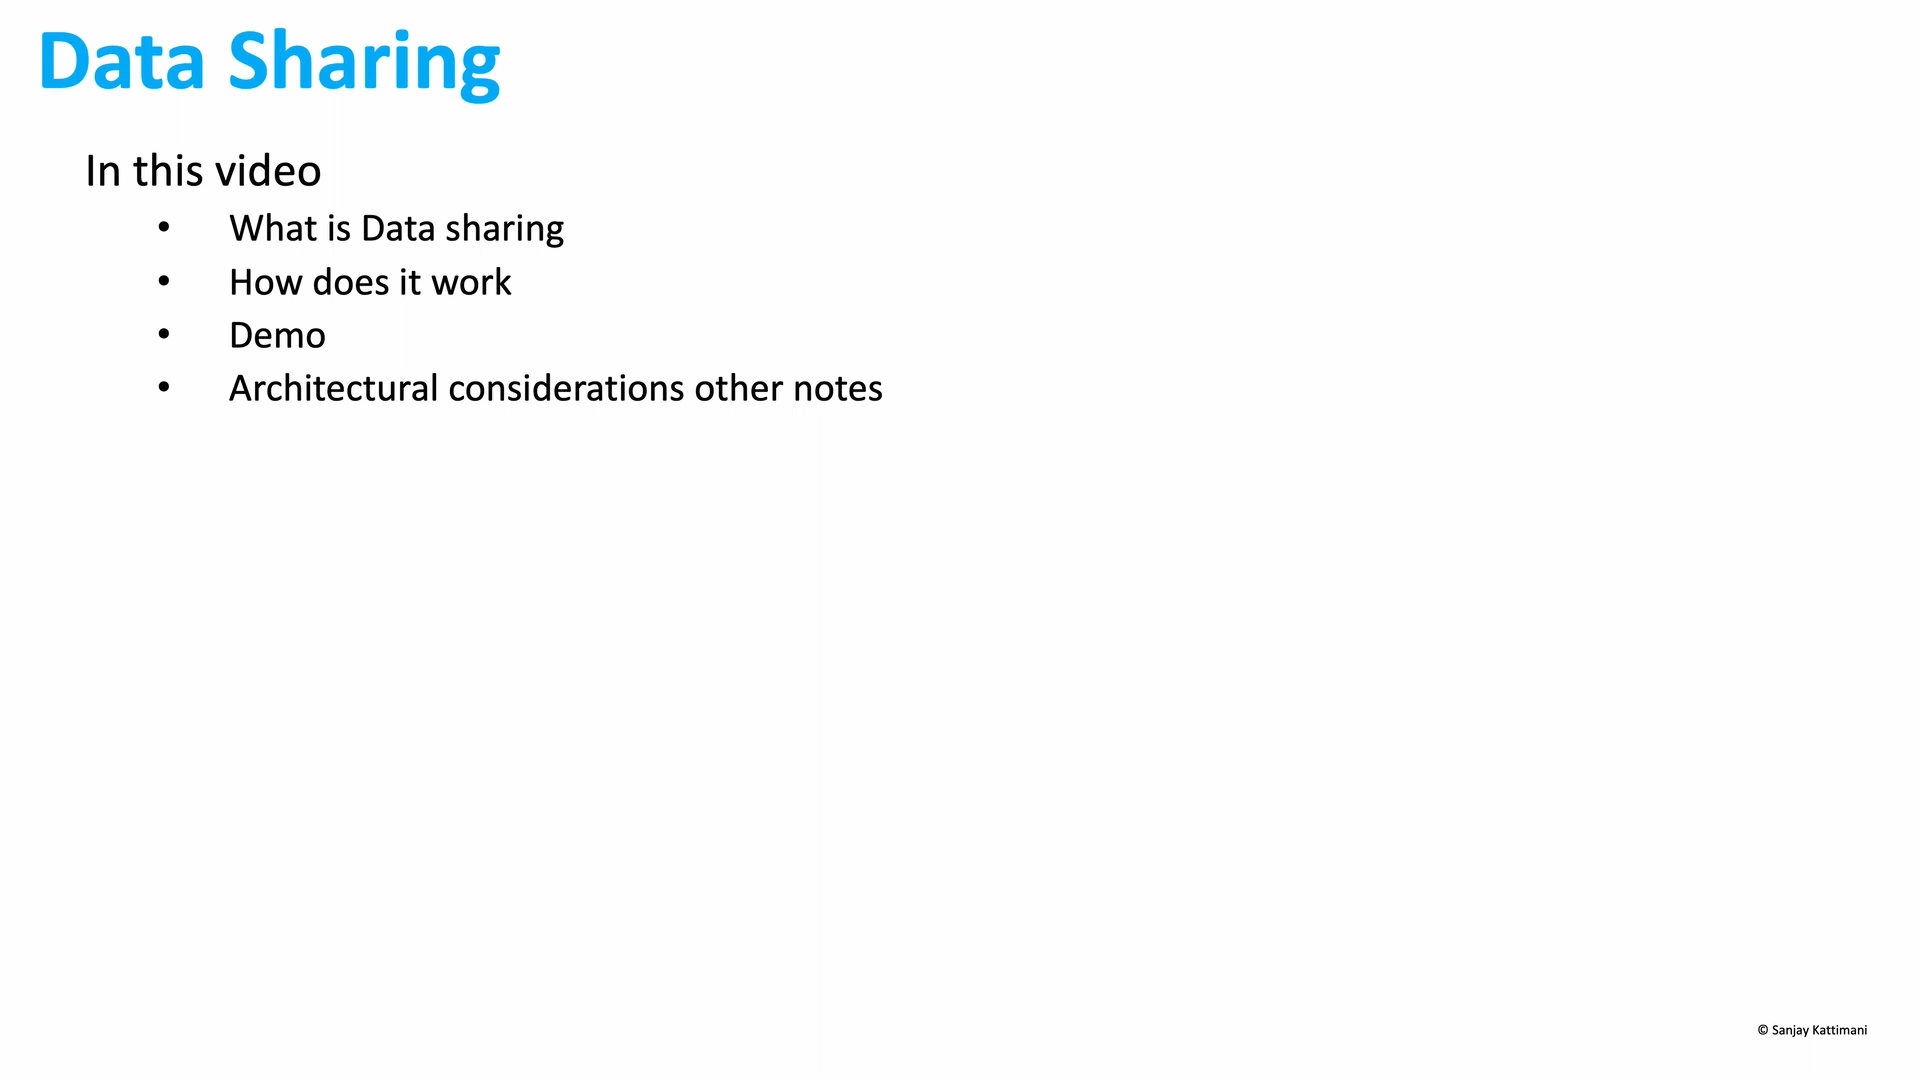 Data Sharing
In this video
• What is Data sharing
• How does it work
• Demo
• Architectural considerations other notes
© Sanjay Kattimani